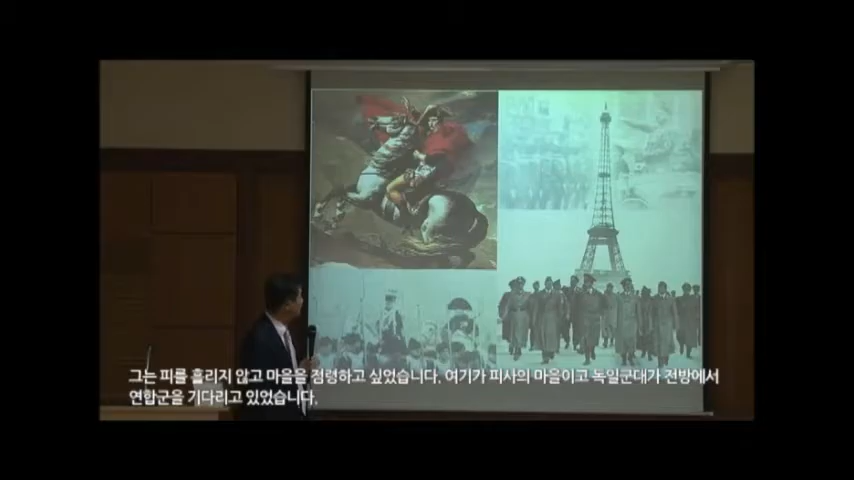 그는 피를 흘리지 않고 마을을 점령하고 싶었습니다. 여기가 피사의 마을이고 독일군대가 전방에서
연합군을 기다리고 있었습니다.